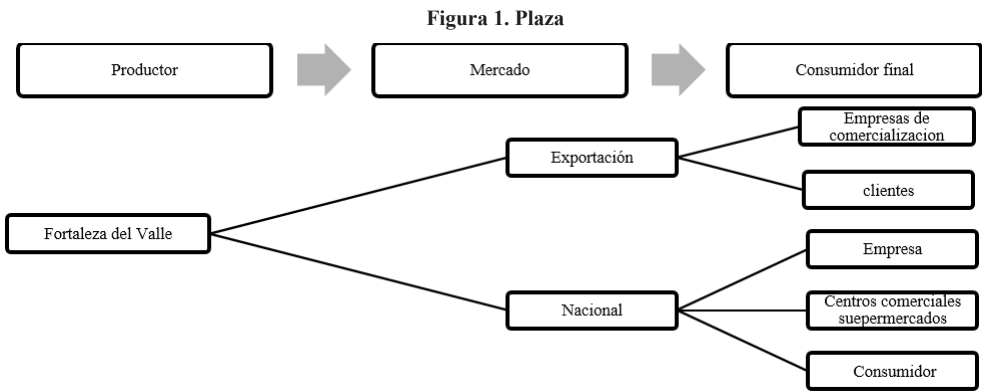 Figura 1. Plaza
Productor
Mercado
Consumidor final
Fortaleza del Valle
Exportación
Empresas de
comercializacion
clientes
Nacional
Empresa
Centros comerciales
suepermercados
Consumidor